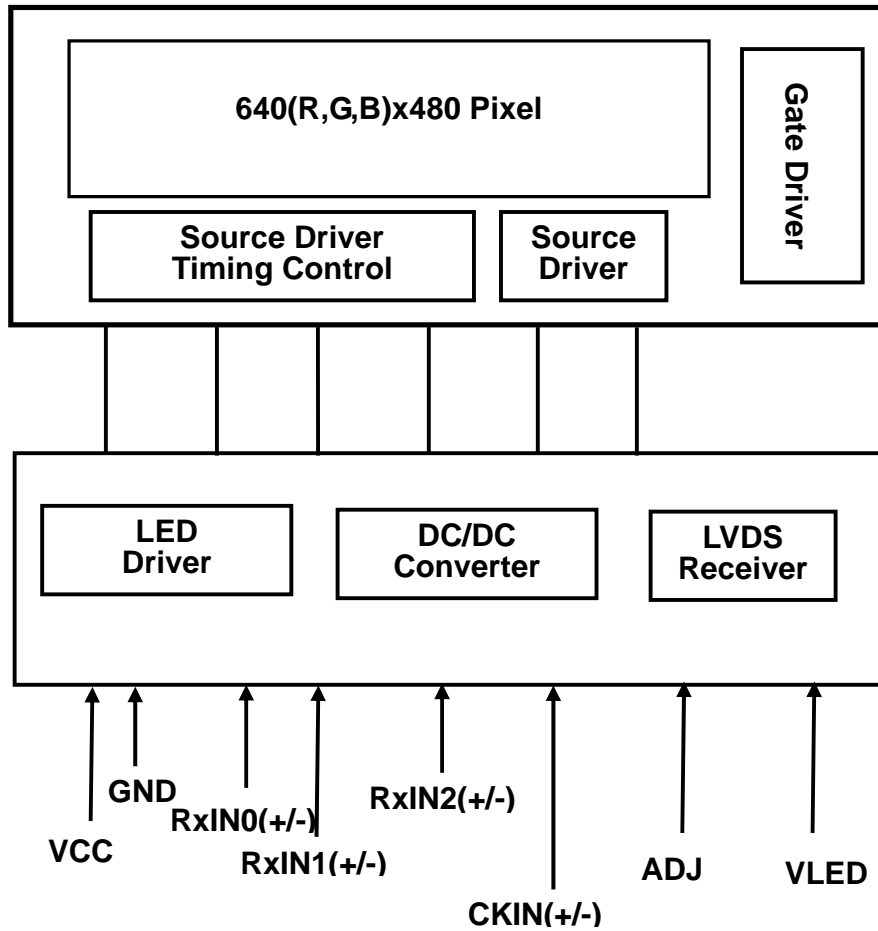 640(R,G,B)x480 Pixel
Gate Driver
Source Driver
Timing Control
Source
Driver
LED
Driver
DC/DC
Converter
LVDS
Receiver
GND
RxIN0(+/-)
RxIN2(+/-)
VCC
RxIN1(+/-)
ADJ
VLED
CKIN(+/-)